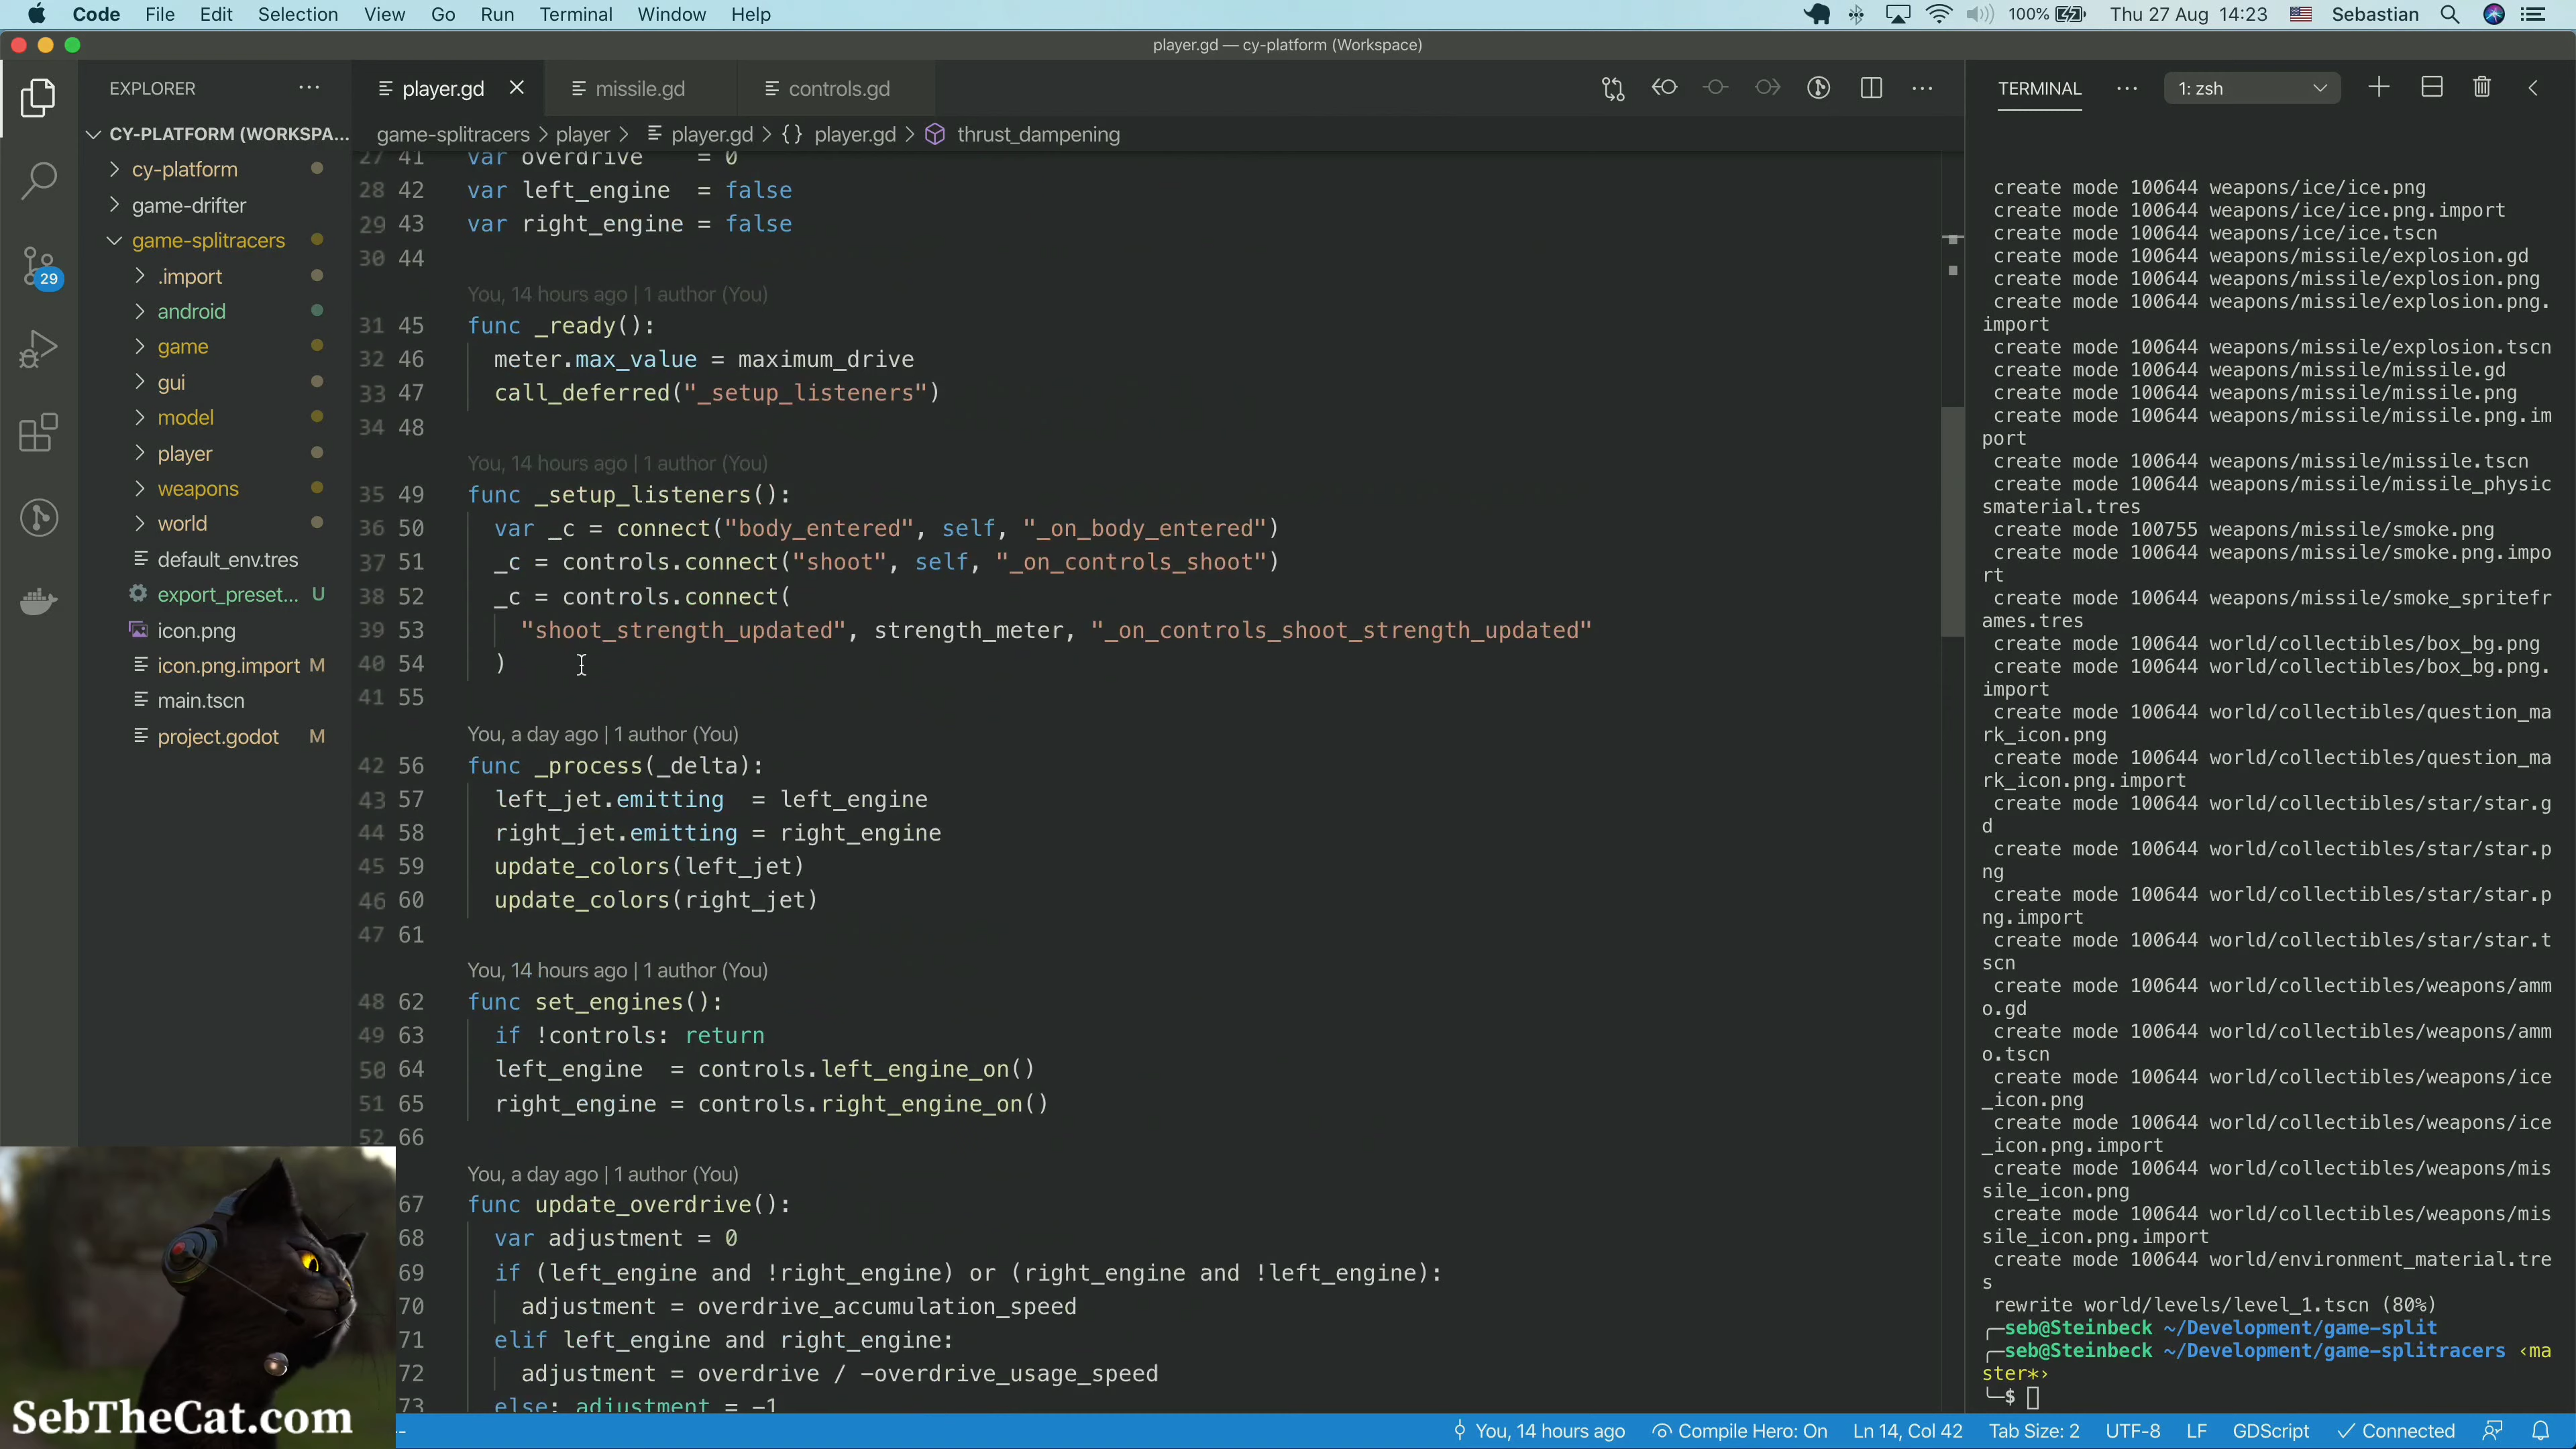 Code File Edit Selection View Go Run Terminal Window Help 100% Thu 27 Aug 14:23 Sebastian
player.gd — cy-platform (Workspace)
EXPLORER ...
CY-PLATFORM (WORKSPA...
cy-platform
game-drifter
game-splitracers
.import
android
game
gui
model
player
weapons
world
default_env.tres
export_preset... U
icon.png
icon.png.import M
main.tscn
project.godot M
29
player.gd missile.gd controls.gd
game-splitracers > player > player.gd > {} player.gd > thrust_dampening
27 41 var overdrive = 0
28 42 var left_engine = false
29 43 var right_engine = false
30 44
You, 14 hours ago | 1 author (You)
31 45 func _ready():
32 46 meter.max_value = maximum_drive
33 47 call_deferred("_setup_listeners")
34 48
You, 14 hours ago | 1 author (You)
35 49 func _setup_listeners():
36 50 var _c = connect("body_entered", self, "_on_body_entered")
37 51 _c = controls.connect("shoot", self, "_on_controls_shoot")
38 52 _c = controls.connect(
39 53 "shoot_strength_updated", strength_meter, "_on_controls_shoot_strength_updated"
40 54 )
41 55
You, a day ago | 1 author (You)
42 56 func _process(_delta):
43 57 left_jet.emitting = left_engine
44 58 right_jet.emitting = right_engine
45 59 update_colors(left_jet)
46 60 update_colors(right_jet)
47 61
You, 14 hours ago | 1 author (You)
48 62 func set_engines():
49 63 if !controls: return
50 64 left_engine = controls.left_engine_on()
51 65 right_engine = controls.right_engine_on()
52 66
You, a day ago | 1 author (You)
67 func update_overdrive():
68 var adjustment = 0
69 if (left_engine and !right_engine) or (right_engine and !left_engine):
70 adjustment = overdrive_accumulation_speed
71 elif left_engine and right_engine:
72 adjustment = overdrive / -overdrive_usage_speed
73 else: adjustment = -1
TERMINAL ... 1: zsh
create mode 100644 weapons/ice/ice.png
create mode 100644 weapons/ice/ice.png.import
create mode 100644 weapons/ice/ice.tscn
create mode 100644 weapons/missile/explosion.gd
create mode 100644 weapons/missile/explosion.png
create mode 100644 weapons/missile/explosion.png.
import
create mode 100644 weapons/missile/explosion.tscn
create mode 100644 weapons/missile/missile.gd
create mode 100644 weapons/missile/missile.png
create mode 100644 weapons/missile/missile.png.im
port
create mode 100644 weapons/missile/missile.tscn
create mode 100644 weapons/missile/missile_physic
smaterial.tres
create mode 100755 weapons/missile/smoke.png
create mode 100644 weapons/missile/smoke.png.impo
rt
create mode 100644 weapons/missile/smoke_spritefr
ames.tres
create mode 100644 world/collectibles/box_bg.png
create mode 100644 world/collectibles/box_bg.png.
import
create mode 100644 world/collectibles/question_ma
rk_icon.png
create mode 100644 world/collectibles/question_ma
rk_icon.png.import
create mode 100644 world/collectibles/star/star.g
d
create mode 100644 world/collectibles/star/star.p
ng
create mode 100644 world/collectibles/star/star.p
ng.import
create mode 100644 world/collectibles/star/star.t
scn
create mode 100644 world/collectibles/weapons/amm
o.gd
create mode 100644 world/collectibles/weapons/amm
o.tscn
create mode 100644 world/collectibles/weapons/ice
_icon.png
create mode 100644 world/collectibles/weapons/ice
_icon.png.import
create mode 100644 world/collectibles/weapons/mis
sile_icon.png
create mode 100644 world/collectibles/weapons/mis
sile_icon.png.import
create mode 100644 world/environment_material.tre
s
rewrite world/levels/level_1.tscn (80%)
╭─seb@Steinbeck ~/Development/game-split
╭─seb@Steinbeck ~/Development/game-splitracers ‹ma
ster*›
╰─$
SebTheCat.com
-- You, 14 hours ago Compile Hero: On Ln 14, Col 42 Tab Size: 2 UTF-8 LF GDScript Connected